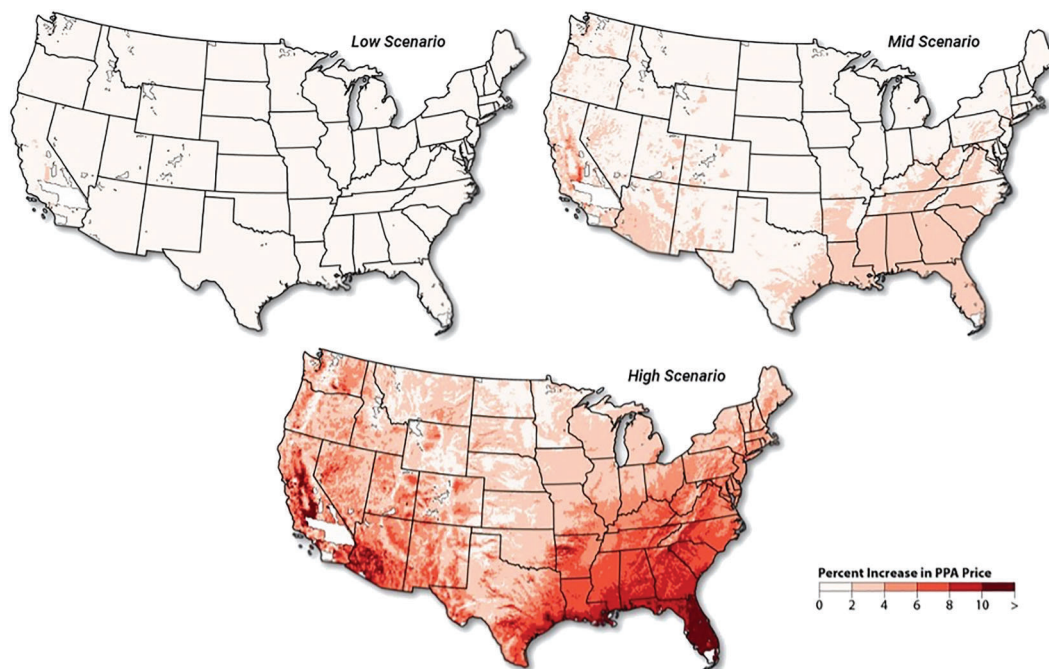 Low Scenario
Mid Scenario
High Scenario
Percent Increase in PPA Price
0 2 4 6 8 10 >